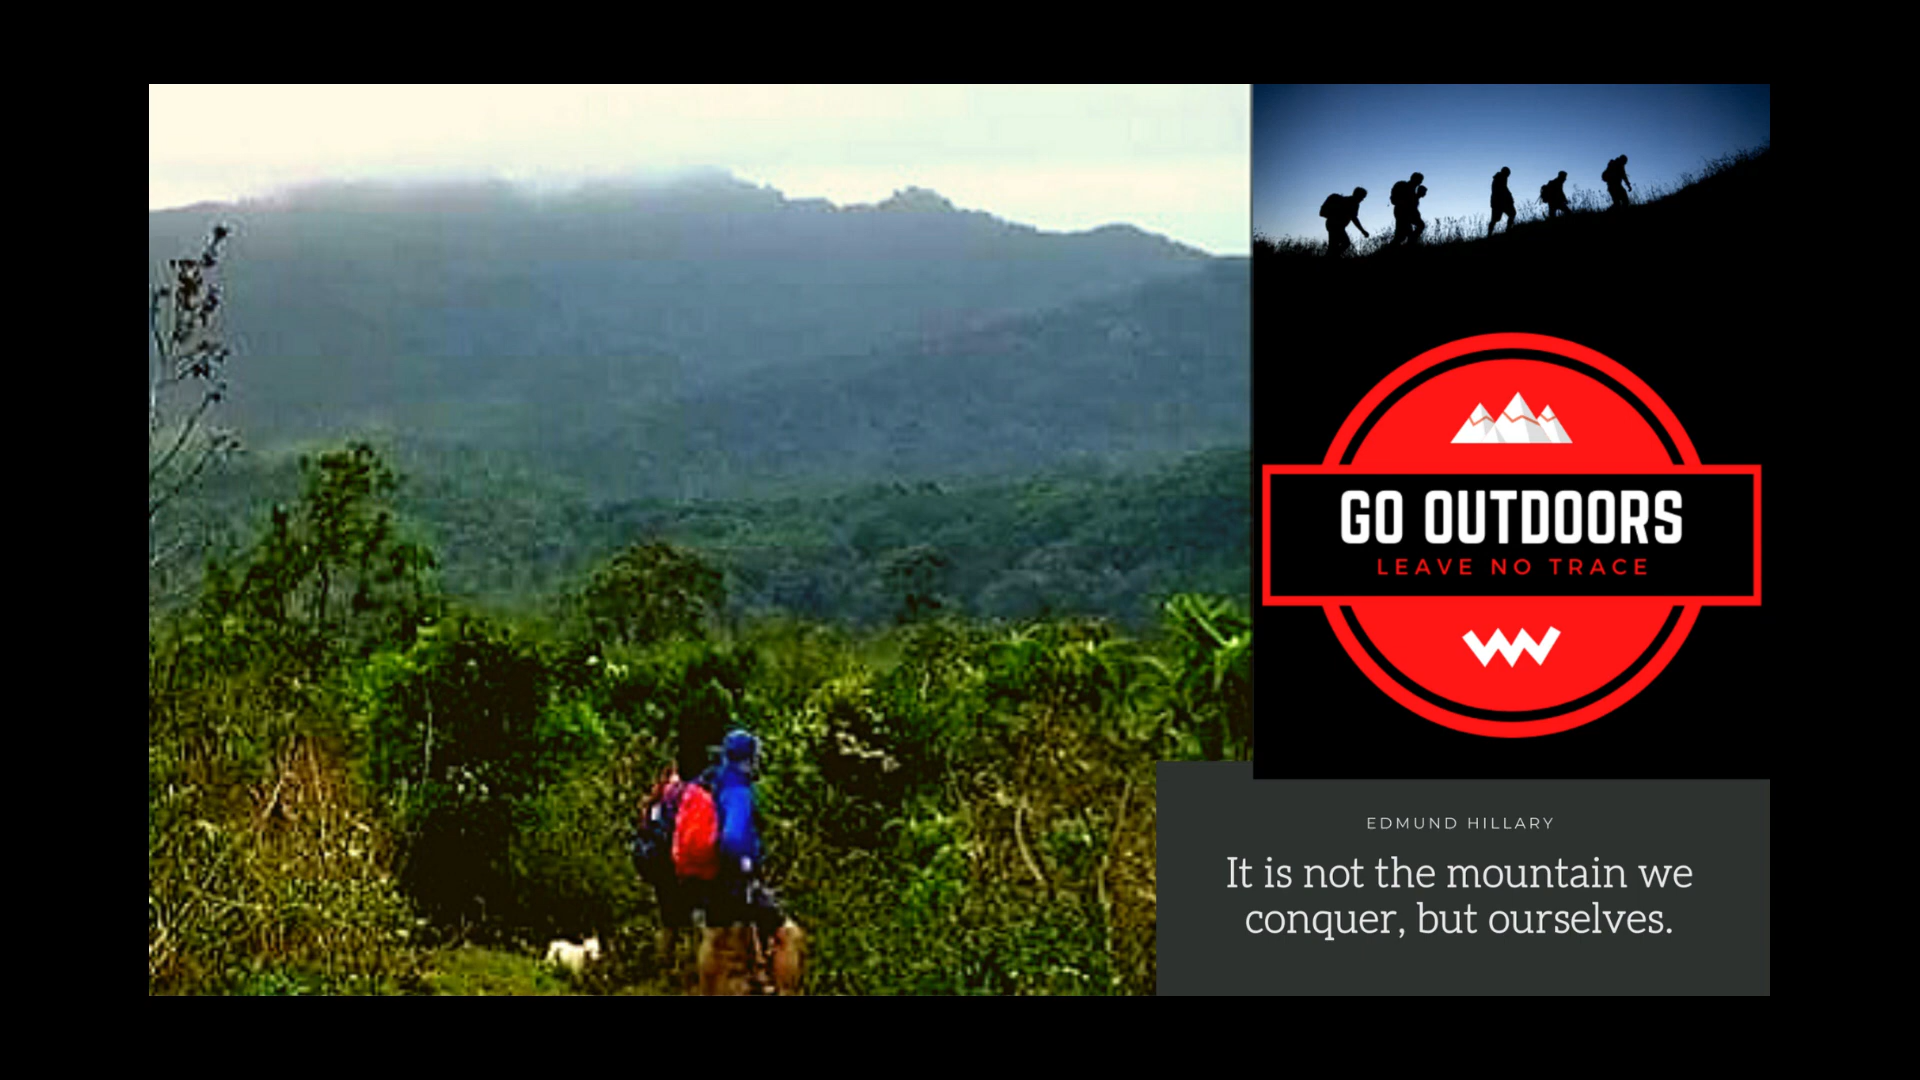 GO OUTDOORS
LEAVE NO TRACE
EDMUND HILLARY
It is not the mountain we
conquer, but ourselves.